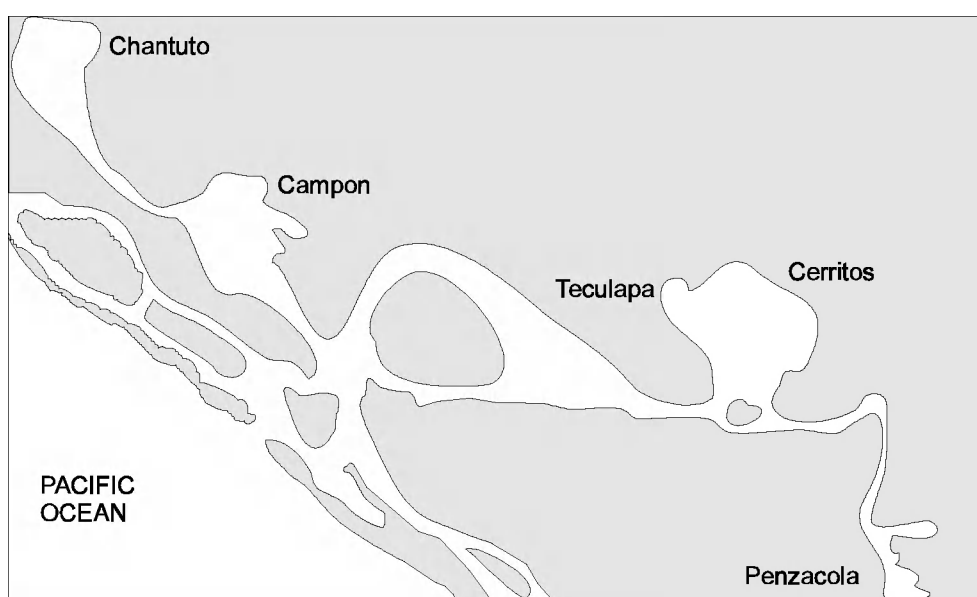 Chantuto
Campon
Teculapa
Cerritos
PACIFIC
OCEAN
Penzacola